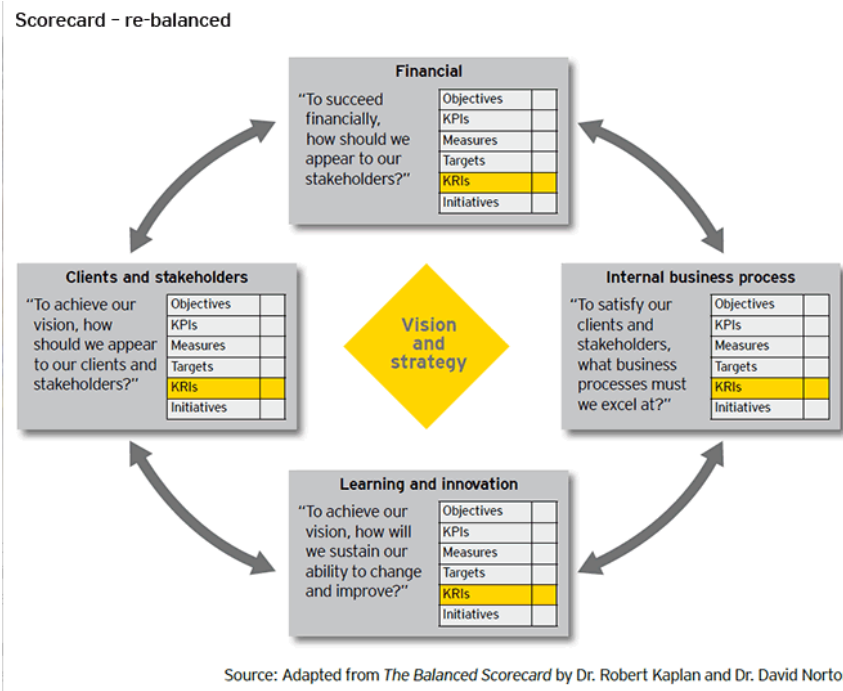 Scorecard – re-balanced
Financial
“To succeed
financially,
how should we
appear to our
stakeholders?”
Objectives
KPIs
Measures
Targets
KRIs
Initiatives
Clients and stakeholders
“To achieve our
vision, how
should we appear
to our clients and
stakeholders?”
Objectives
KPIs
Measures
Targets
KRIs
Initiatives
Vision
and
strategy
Internal business process
“To satisfy our
clients and
stakeholders,
what business
processes must
we excel at?”
Objectives
KPIs
Measures
Targets
KRIs
Initiatives
Learning and innovation
“To achieve our
vision, how will
we sustain our
ability to change
and improve?”
Objectives
KPIs
Measures
Targets
KRIs
Initiatives
Source: Adapted from The Balanced Scorecard by Dr. Robert Kaplan and Dr. David Norto